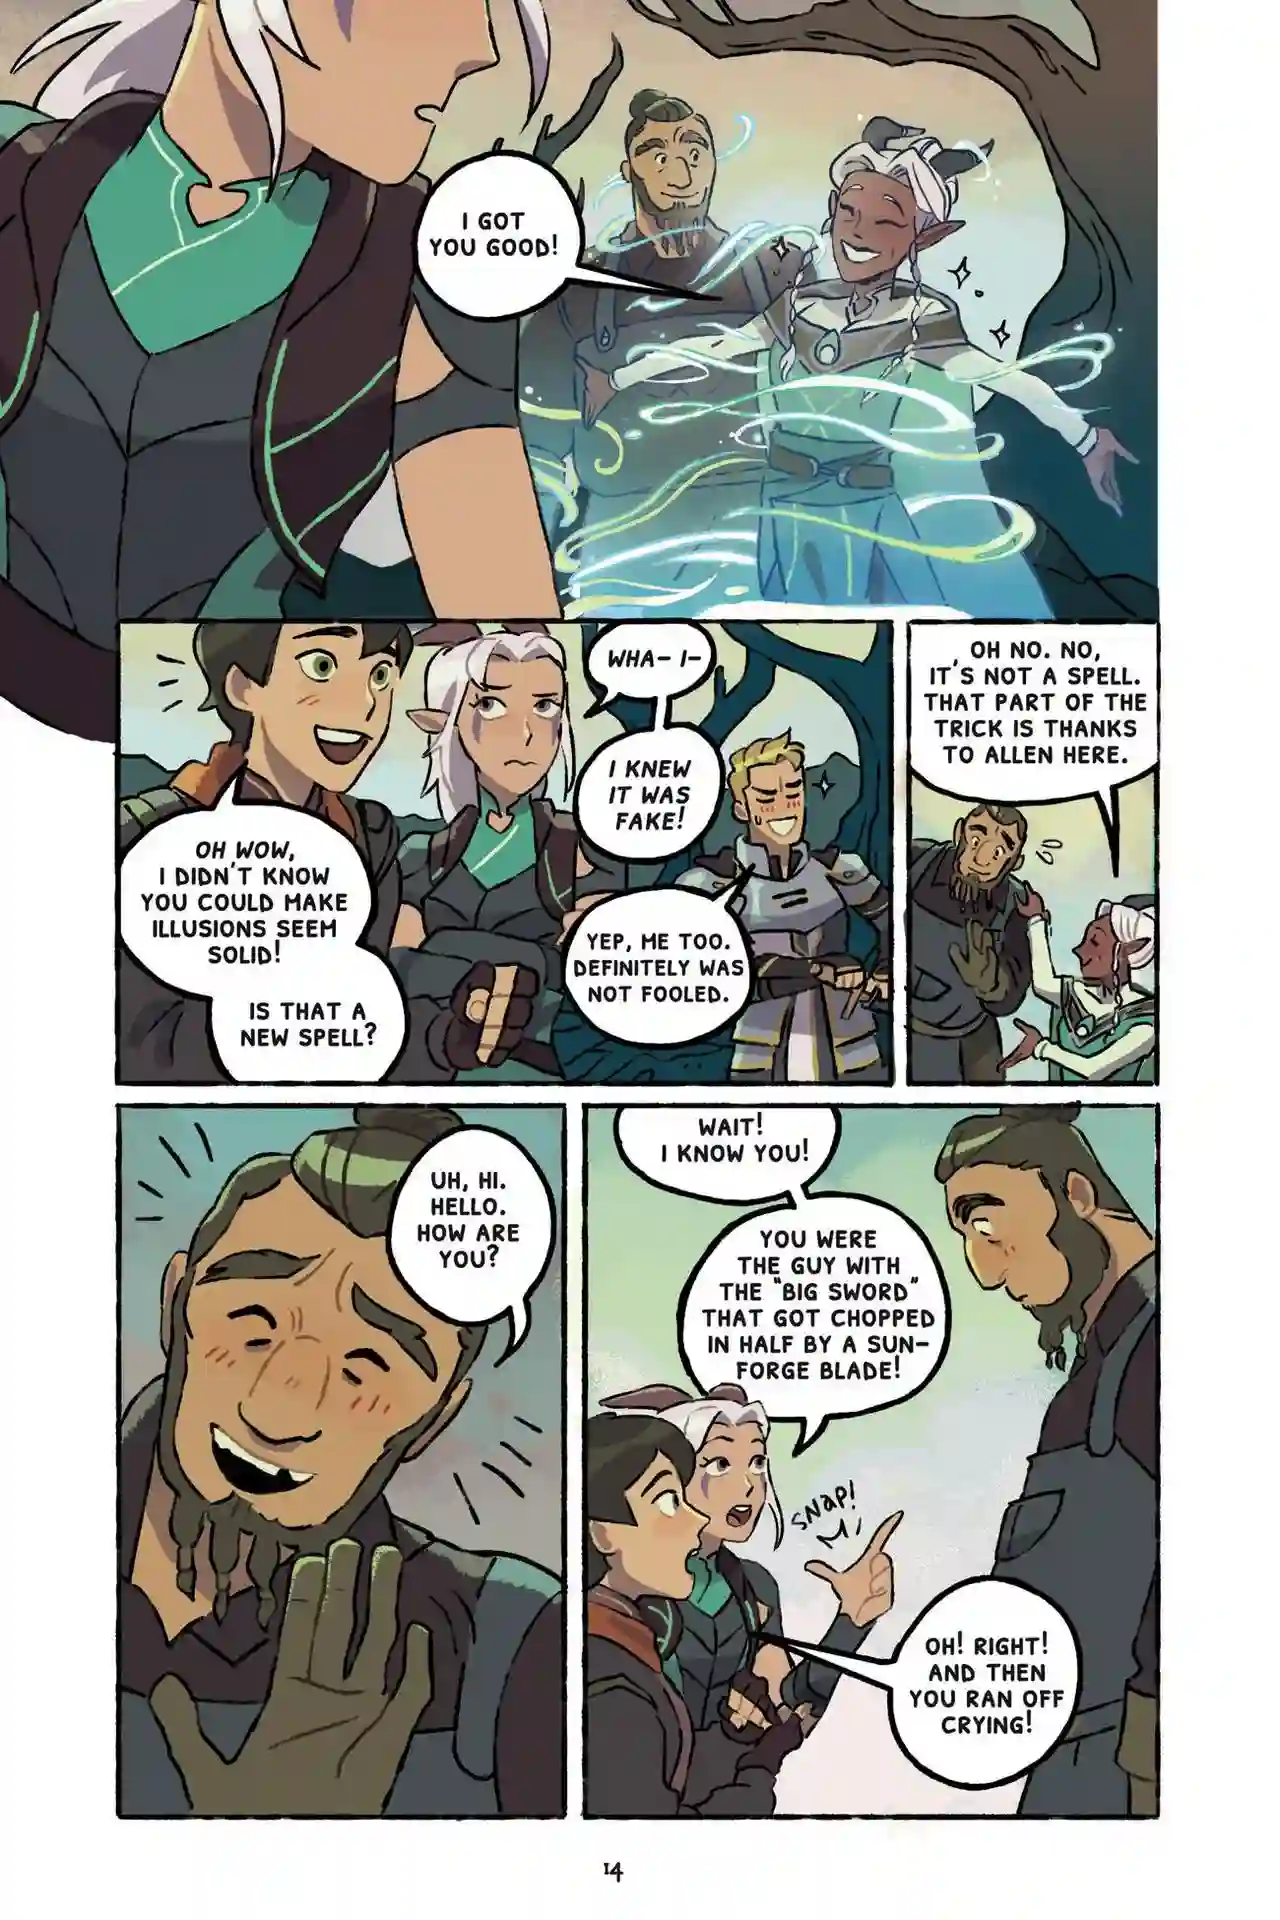 I GOT
YOU GOOD!
OH WOW,
I DIDN'T KNOW
YOU COULD MAKE
ILLUSIONS SEEM
SOLID!
IS THAT A
NEW SPELL?
WHA- I-
I KNEW
IT WAS
FAKE!
YEP, ME TOO.
DEFINITELY WAS
NOT FOOLED.
OH NO. NO,
IT'S NOT A SPELL.
THAT PART OF THE
TRICK IS THANKS
TO ALLEN HERE.
UH, HI.
HELLO.
HOW ARE
YOU?
WAIT!
I KNOW YOU!
YOU WERE
THE GUY WITH
THE "BIG SWORD"
THAT GOT CHOPPED
IN HALF BY A SUN-
FORGE BLADE!
SNAP!
OH! RIGHT!
AND THEN
YOU RAN OFF
CRYING!
14